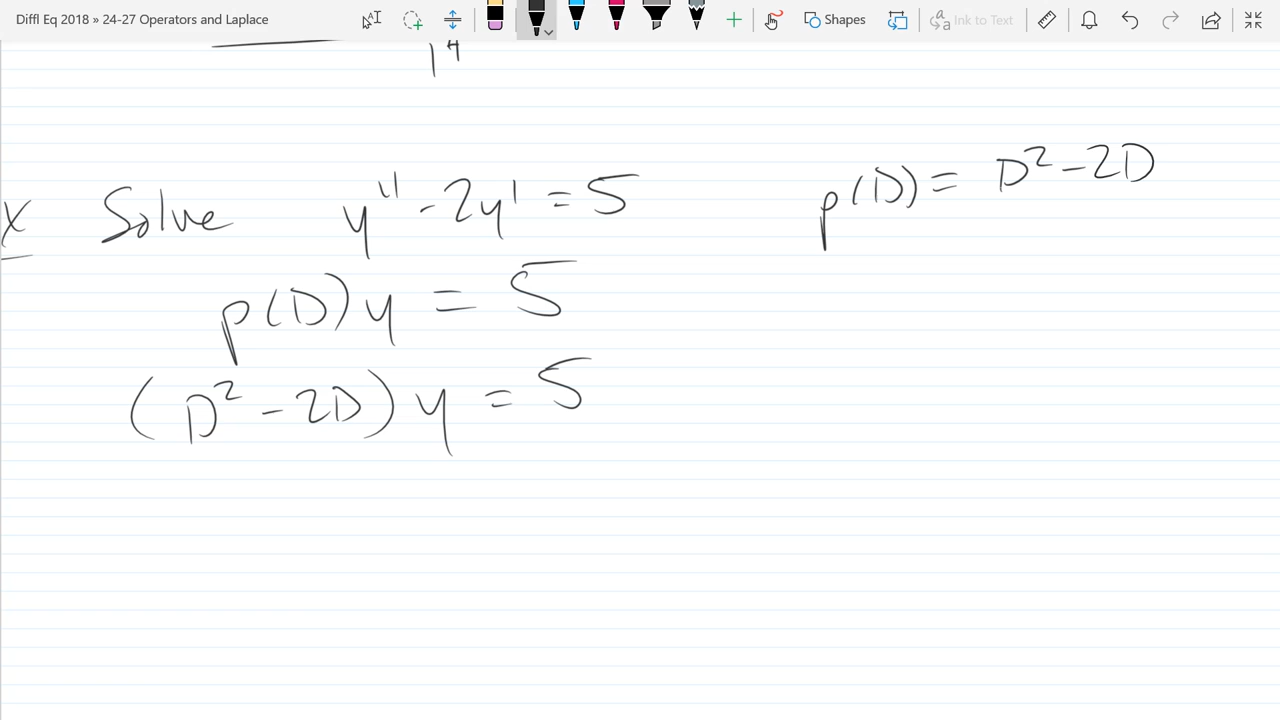 Diffl Eq 2018 » 24-27 Operators and Laplace
Shapes
Ink to Text
14
X Solve y'' - 2y' = 5
p(D) = D² - 2D
p(D)y = 5
(D² - 2D)y = 5